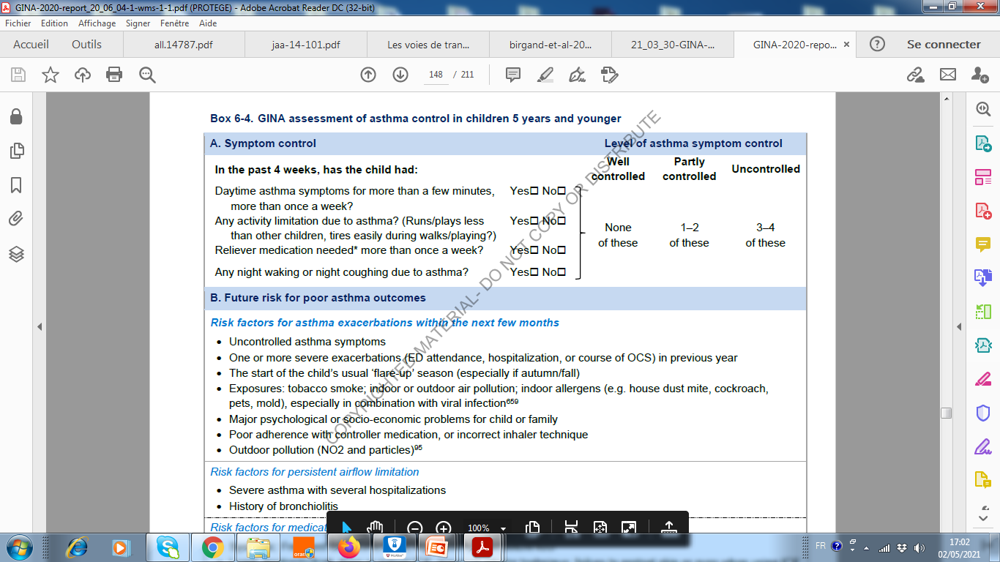 GINA-2020-report_20_06_04-1-wms-1-1.pdf (PROTEGE) - Adobe Acrobat Reader DC (32-bit)
Fichier Edition Affichage Signer Fenêtre Aide
Accueil Outils all.14787.pdf jaa-14-101.pdf Les voies de tran... birgand-et-al-20... 21_03_30-GINA-... GINA-2020-repo... × ? Se connecter
148 / 211
Box 6-4. GINA assessment of asthma control in children 5 years and younger
A. Symptom control Level of asthma symptom control
In the past 4 weeks, has the child had: Well controlled Partly controlled Uncontrolled
Daytime asthma symptoms for more than a few minutes, Yes☐ No☐
more than once a week?
Any activity limitation due to asthma? (Runs/plays less Yes☐ No☐ None 1–2 3–4
than other children, tires easily during walks/playing?) of these of these of these
Reliever medication needed* more than once a week? Yes☐ No☐
Any night waking or night coughing due to asthma? Yes☐ No☐
B. Future risk for poor asthma outcomes
Risk factors for asthma exacerbations within the next few months
• Uncontrolled asthma symptoms
• One or more severe exacerbations (ED attendance, hospitalization, or course of OCS) in previous year
• The start of the child's usual 'flare-up' season (especially if autumn/fall)
• Exposures: tobacco smoke; indoor or outdoor air pollution; indoor allergens (e.g. house dust mite, cockroach,
pets, mold), especially in combination with viral infection659
• Major psychological or socio-economic problems for child or family
• Poor adherence with controller medication, or incorrect inhaler technique
• Outdoor pollution (NO2 and particles)95
Risk factors for persistent airflow limitation
• Severe asthma with several hospitalizations
• History of bronchiolitis
Risk factors for medicat
COPYRIGHTED MATERIAL- DO NOT COPY OR DISTRIBUTE
100%
orange
McAfee
FR
17:02
02/05/2021